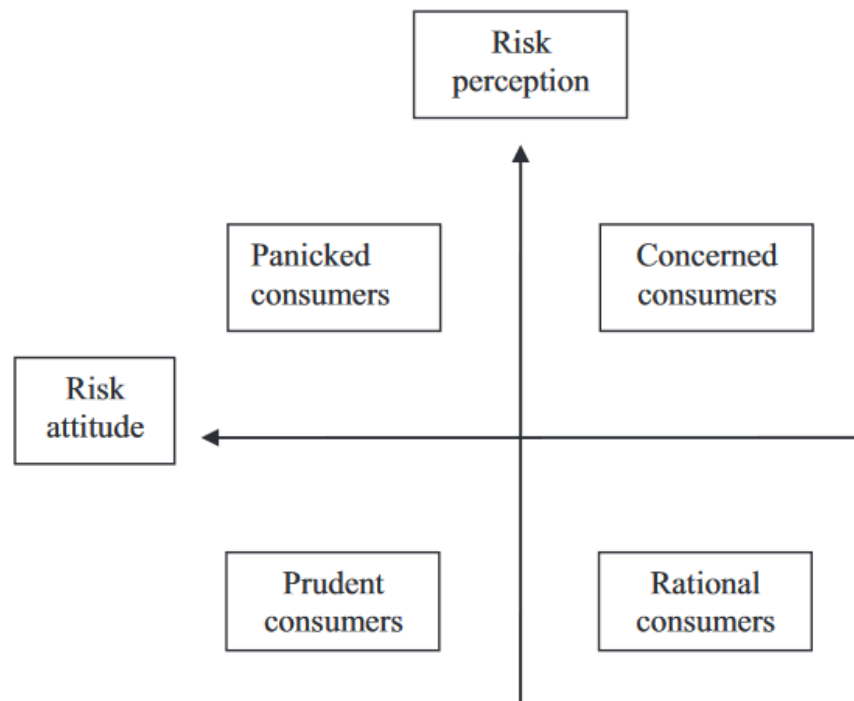 Risk
perception
Panicked
consumers
Concerned
consumers
Risk
attitude
Prudent
consumers
Rational
consumers